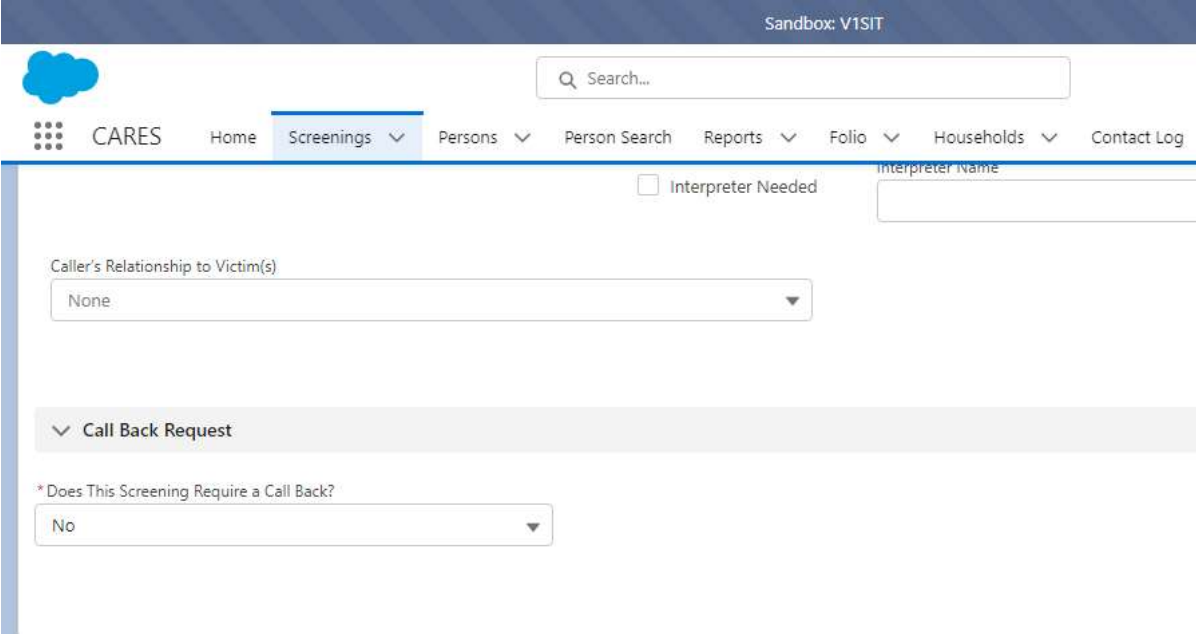 Sandbox: V1SIT
Search...
CARES Home Screenings Persons Person Search Reports Folio Households Contact Log
Interpreter Needed
Interpreter Name
Caller's Relationship to Victim(s)
None
Call Back Request
* Does This Screening Require a Call Back?
No